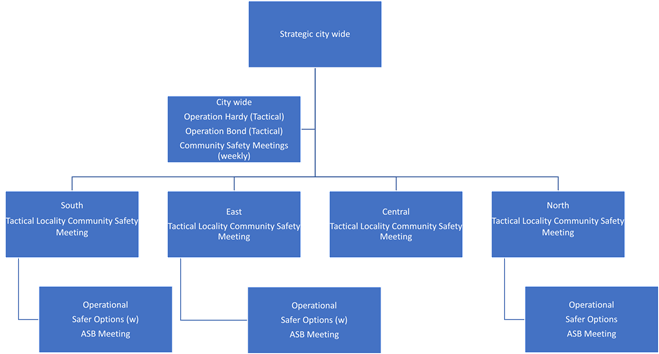 Strategic city wide
City wide
Operation Hardy (Tactical)
Operation Bond (Tactical)
Community Safety Meetings
(weekly)
South
Tactical Locality Community Safety
Meeting
East
Tactical Locality Community Safety
Meeting
Central
Tactical Locality Community Safety
Meeting
North
Tactical Locality Community Safety
Meeting
Operational
Safer Options (w)
ASB Meeting
Operational
Safer Options (w)
ASB Meeting
Operational
Safer Options
ASB Meeting